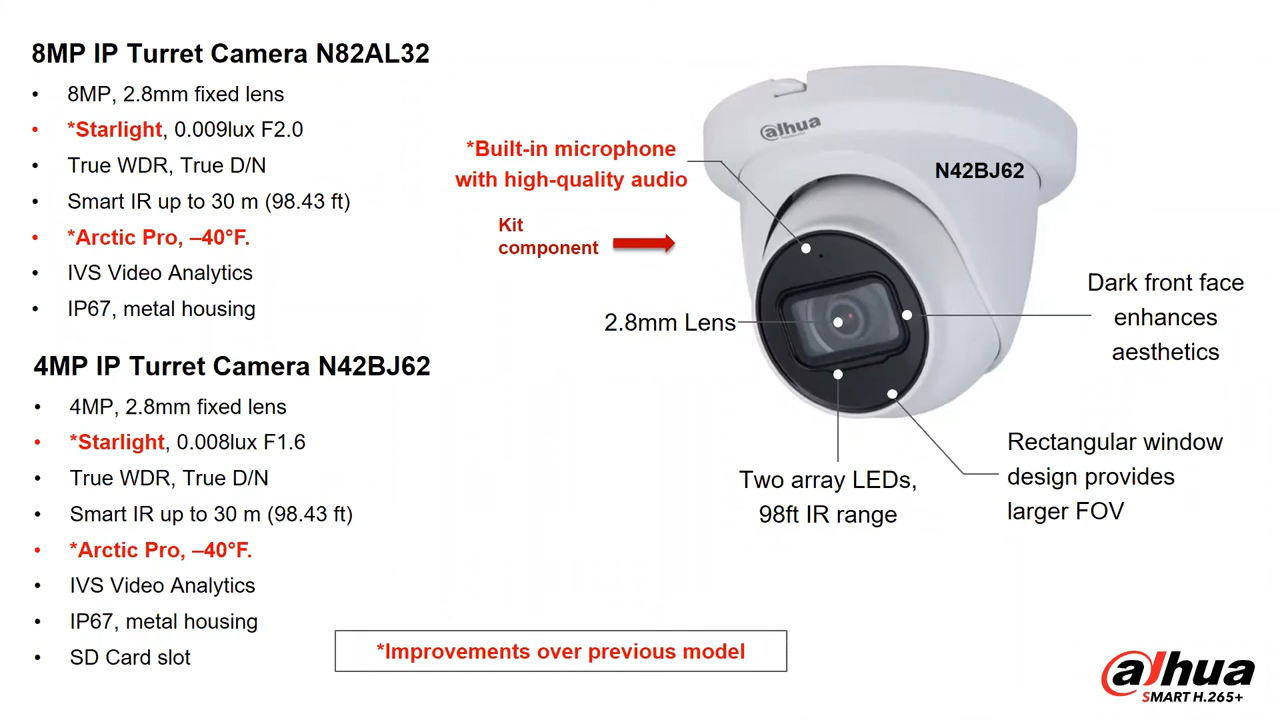 8MP IP Turret Camera N82AL32
• 8MP, 2.8mm fixed lens
• *Starlight, 0.009lux F2.0
• True WDR, True D/N
• Smart IR up to 30 m (98.43 ft)
• *Arctic Pro, –40°F.
• IVS Video Analytics
• IP67, metal housing
4MP IP Turret Camera N42BJ62
• 4MP, 2.8mm fixed lens
• *Starlight, 0.008lux F1.6
• True WDR, True D/N
• Smart IR up to 30 m (98.43 ft)
• *Arctic Pro, –40°F.
• IVS Video Analytics
• IP67, metal housing
• SD Card slot
*Improvements over previous model
*Built-in microphone
with high-quality audio
Kit
component
2.8mm Lens
alhua
N42BJ62
Dark front face
enhances
aesthetics
Two array LEDs,
98ft IR range
Rectangular window
design provides
larger FOV
alhua
SMART H.265+